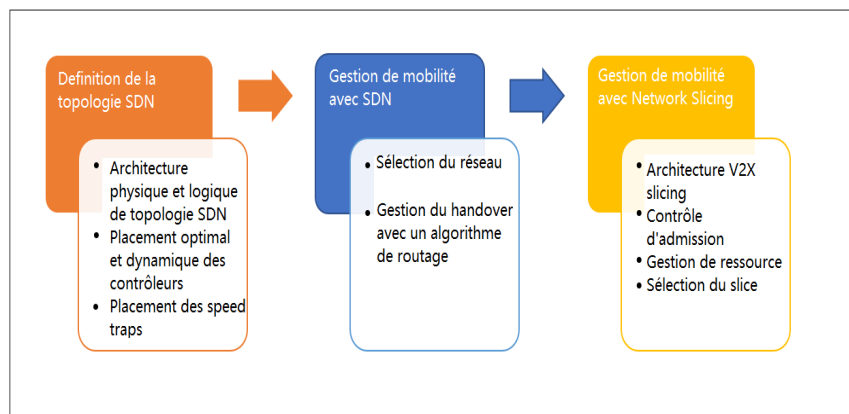 Definition de la
topologie SDN
• Architecture
physique et logique
de topologie SDN
• Placement optimal
et dynamique des
contrôleurs
• Placement des speed
traps
Gestion de mobilité
avec SDN
• Sélection du réseau
• Gestion du handover
avec un algorithme
de routage
Gestion de mobilité
avec Network Slicing
• Architecture V2X
slicing
• Contrôle
d'admission
• Gestion de ressource
• Sélection du slice